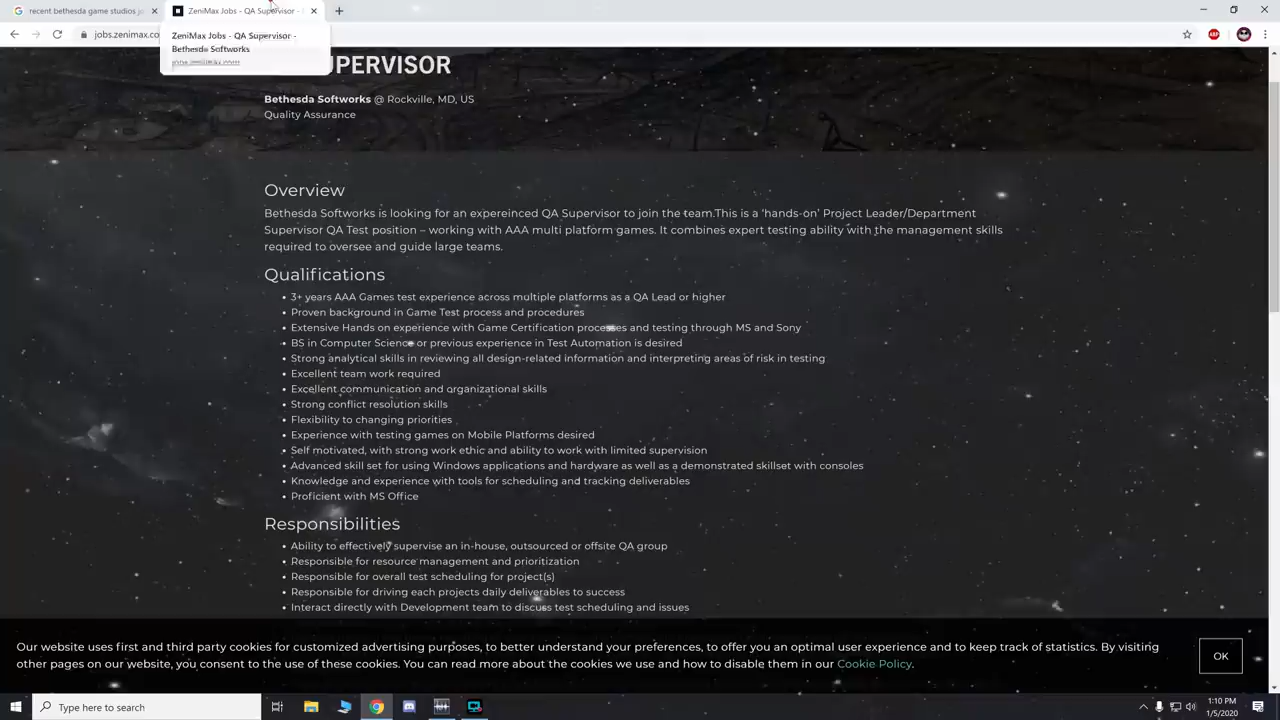 recent bethesda game studios jo
ZeniMax Jobs - QA Supervisor -
jobs.zenimax.co
ZeniMax Jobs - QA Supervisor -
Bethesda Softworks
jobs.zenimax.com
UPERVISOR
Bethesda Softworks @ Rockville, MD, US
Quality Assurance
Overview
Bethesda Softworks is looking for an expereinced QA Supervisor to join the team.This is a ‘hands-on’ Project Leader/Department
Supervisor QA Test position – working with AAA multi platform games. It combines expert testing ability with the management skills
required to oversee and guide large teams.
Qualifications
• 3+ years AAA Games test experience across multiple platforms as a QA Lead or higher
• Proven background in Game Test process and procedures
• Extensive Hands on experience with Game Certification processes and testing through MS and Sony
• BS in Computer Science or previous experience in Test Automation is desired
• Strong analytical skills in reviewing all design-related information and interpreting areas of risk in testing
• Excellent team work required
• Excellent communication and organizational skills
• Strong conflict resolution skills
• Flexibility to changing priorities
• Experience with testing games on Mobile Platforms desired
• Self motivated, with strong work ethic and ability to work with limited supervision
• Advanced skill set for using Windows applications and hardware as well as a demonstrated skillset with consoles
• Knowledge and experience with tools for scheduling and tracking deliverables
• Proficient with MS Office
Responsibilities
• Ability to effectively supervise an in-house, outsourced or offsite QA group
• Responsible for resource management and prioritization
• Responsible for overall test scheduling for project(s)
• Responsible for driving each projects daily deliverables to success
• Interact directly with Development team to discuss test scheduling and issues
Our website uses first and third party cookies for customized advertising purposes, to better understand your preferences, to offer you an optimal user experience and to keep track of statistics. By visiting
other pages on our website, you consent to the use of these cookies. You can read more about the cookies we use and how to disable them in our Cookie Policy.
OK
Type here to search
1:10 PM
1/5/2020